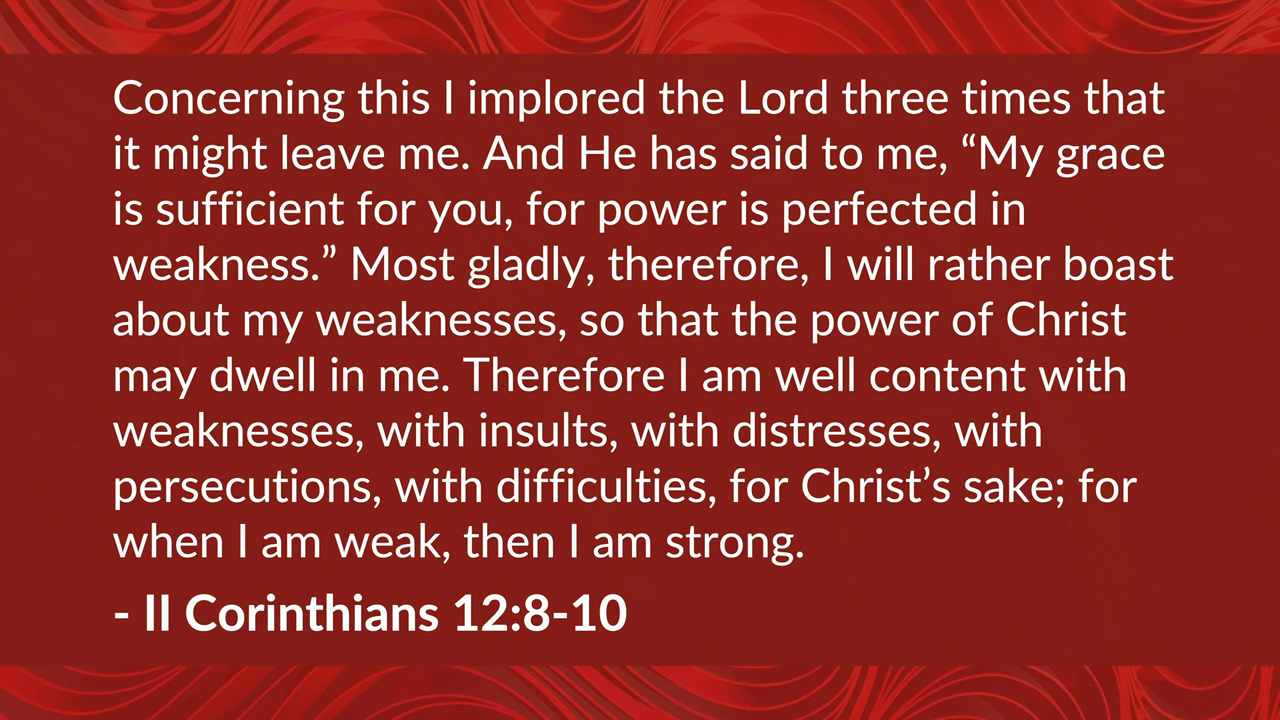 Concerning this I implored the Lord three times that
it might leave me. And He has said to me, “My grace
is sufficient for you, for power is perfected in
weakness.” Most gladly, therefore, I will rather boast
about my weaknesses, so that the power of Christ
may dwell in me. Therefore I am well content with
weaknesses, with insults, with distresses, with
persecutions, with difficulties, for Christ’s sake; for
when I am weak, then I am strong.
- II Corinthians 12:8-10